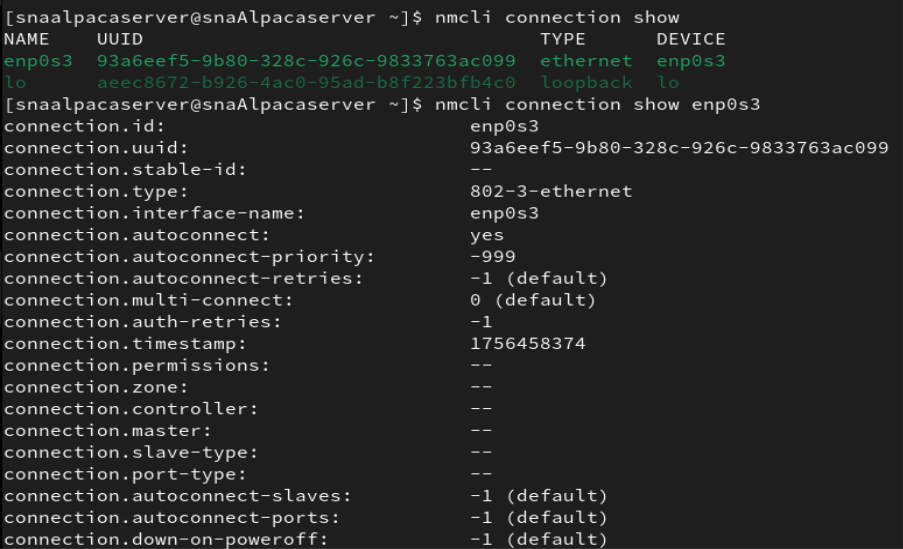 [snaalpacaserver@snaAlpacaserver ~]$ nmcli connection show
NAME    UUID                                  TYPE      DEVICE
enp0s3  93a6eef5-9b80-328c-926c-9833763ac099  ethernet  enp0s3
lo      aeec8672-b926-4ac0-95ad-b8f223bfb4c0  loopback  lo
[snaalpacaserver@snaAlpacaserver ~]$ nmcli connection show enp0s3
connection.id:                          enp0s3
connection.uuid:                        93a6eef5-9b80-328c-926c-9833763ac099
connection.stable-id:                   --
connection.type:                        802-3-ethernet
connection.interface-name:              enp0s3
connection.autoconnect:                 yes
connection.autoconnect-priority:        -999
connection.autoconnect-retries:         -1 (default)
connection.multi-connect:               0 (default)
connection.auth-retries:                -1
connection.timestamp:                   1756458374
connection.permissions:                 --
connection.zone:                        --
connection.controller:                  --
connection.master:                      --
connection.slave-type:                  --
connection.port-type:                   --
connection.autoconnect-slaves:          -1 (default)
connection.autoconnect-ports:           -1 (default)
connection.down-on-poweroff:            -1 (default)